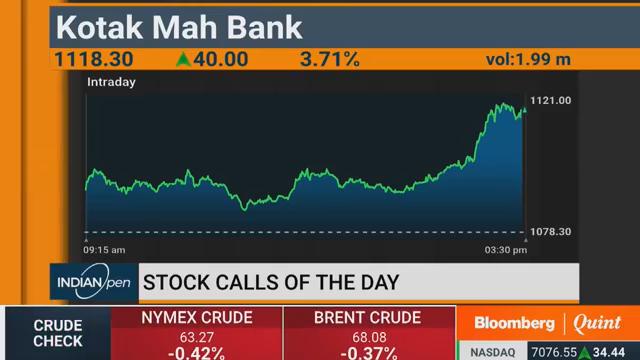 Kotak Mah Bank
1118.30 40.00 3.71% vol:1.99 m
Intraday
1121.00
1078.30
09:15 am 03:30 pm
INDIAN Open STOCK CALLS OF THE DAY
CRUDE CHECK
NYMEX CRUDE
63.27
-0.42%
BRENT CRUDE
68.08
-0.37%
Bloomberg | Quint
NASDAQ 7076.55 34.44